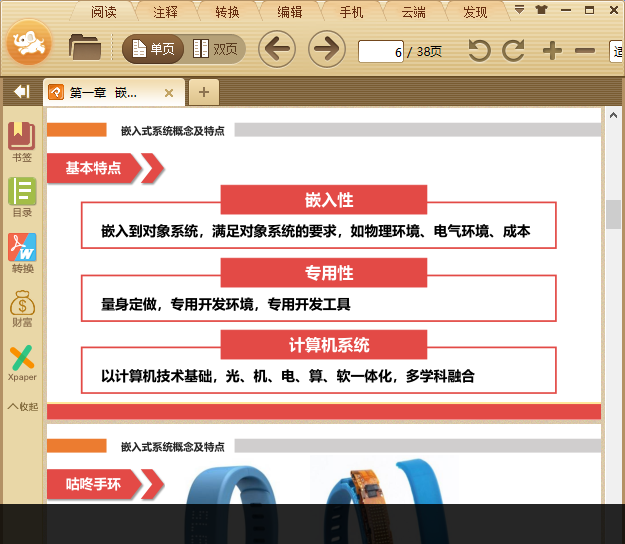 阅读 注释 转换 编辑 手机 云端 发现
单页 双页 6 / 38页 适
第一章 嵌...
书签
目录
转换
财富
Xpaper
收起
嵌入式系统概念及特点
基本特点
嵌入性
嵌入到对象系统，满足对象系统的要求，如物理环境、电气环境、成本
专用性
量身定做，专用开发环境，专用开发工具
计算机系统
以计算机技术基础，光、机、电、算、软一体化，多学科融合
嵌入式系统概念及特点
咕咚手环